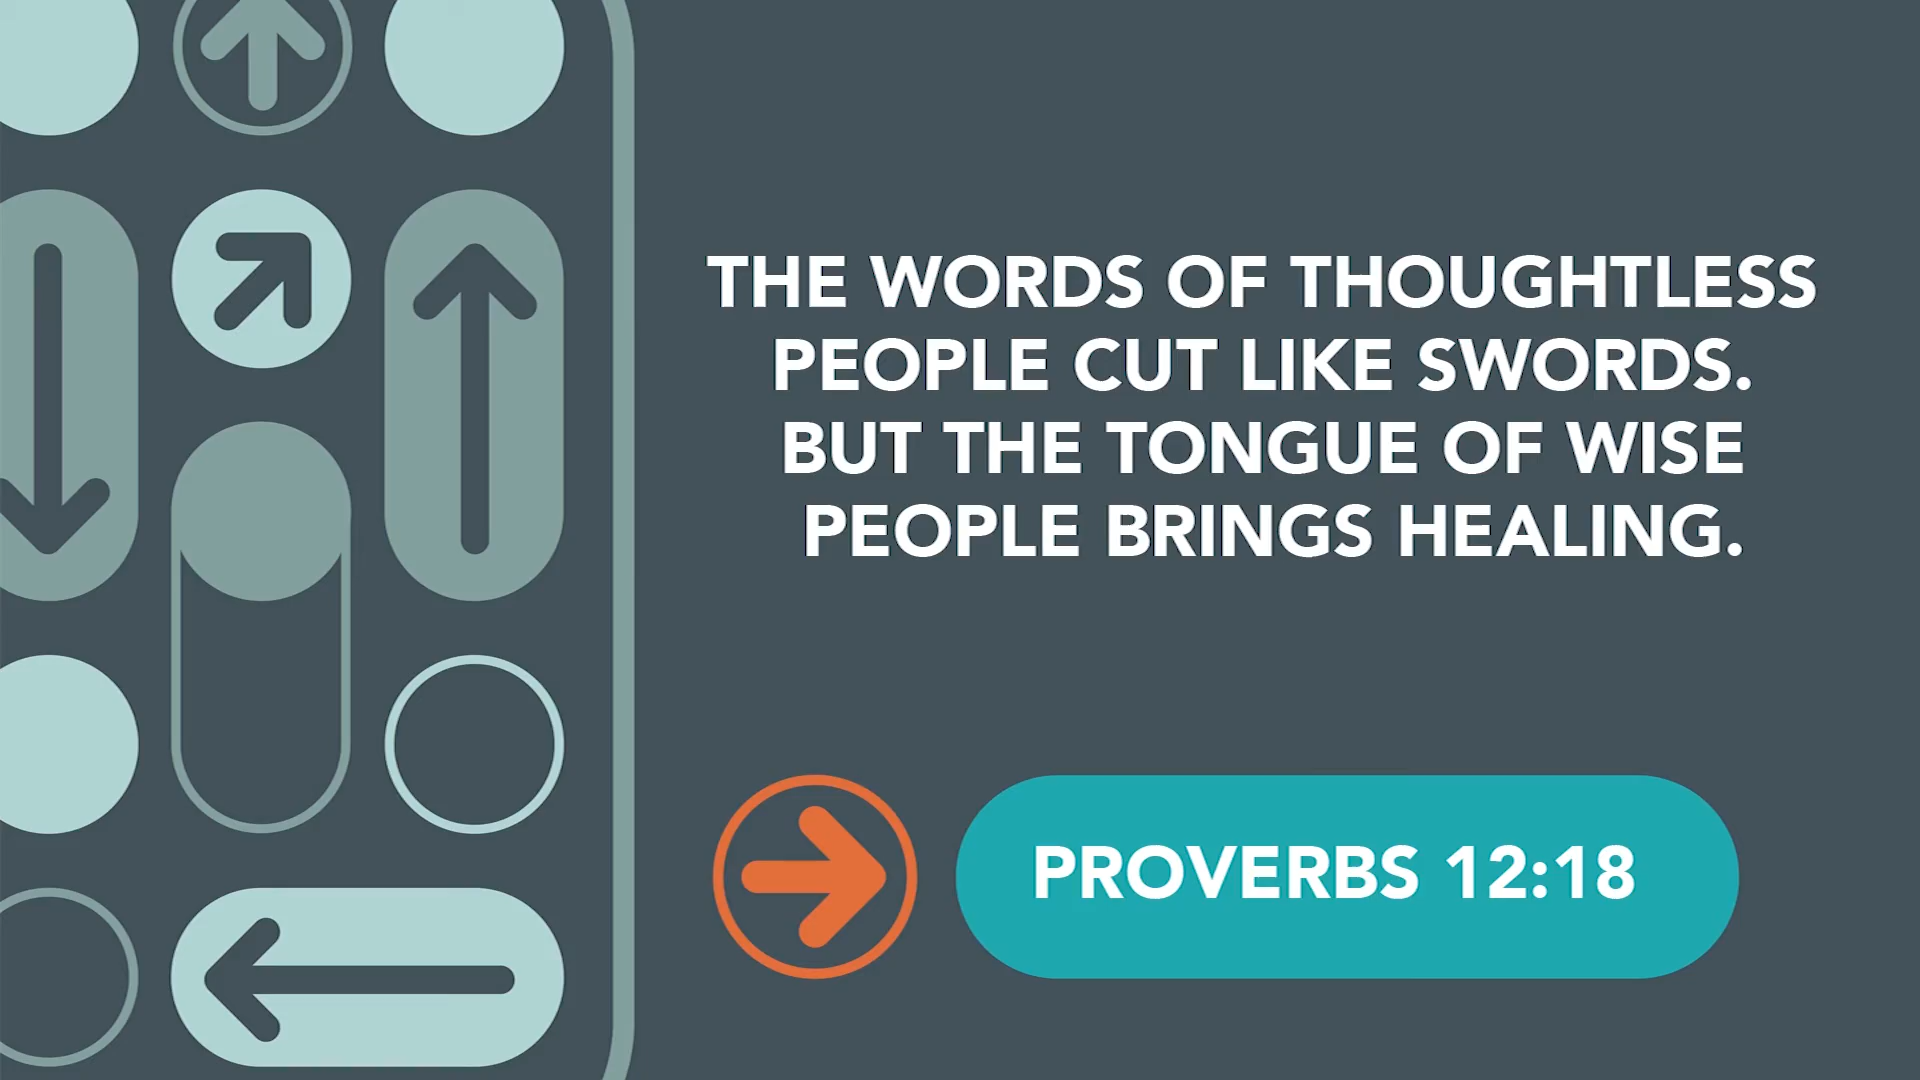 THE WORDS OF THOUGHTLESS
PEOPLE CUT LIKE SWORDS.
BUT THE TONGUE OF WISE
PEOPLE BRINGS HEALING.
PROVERBS 12:18